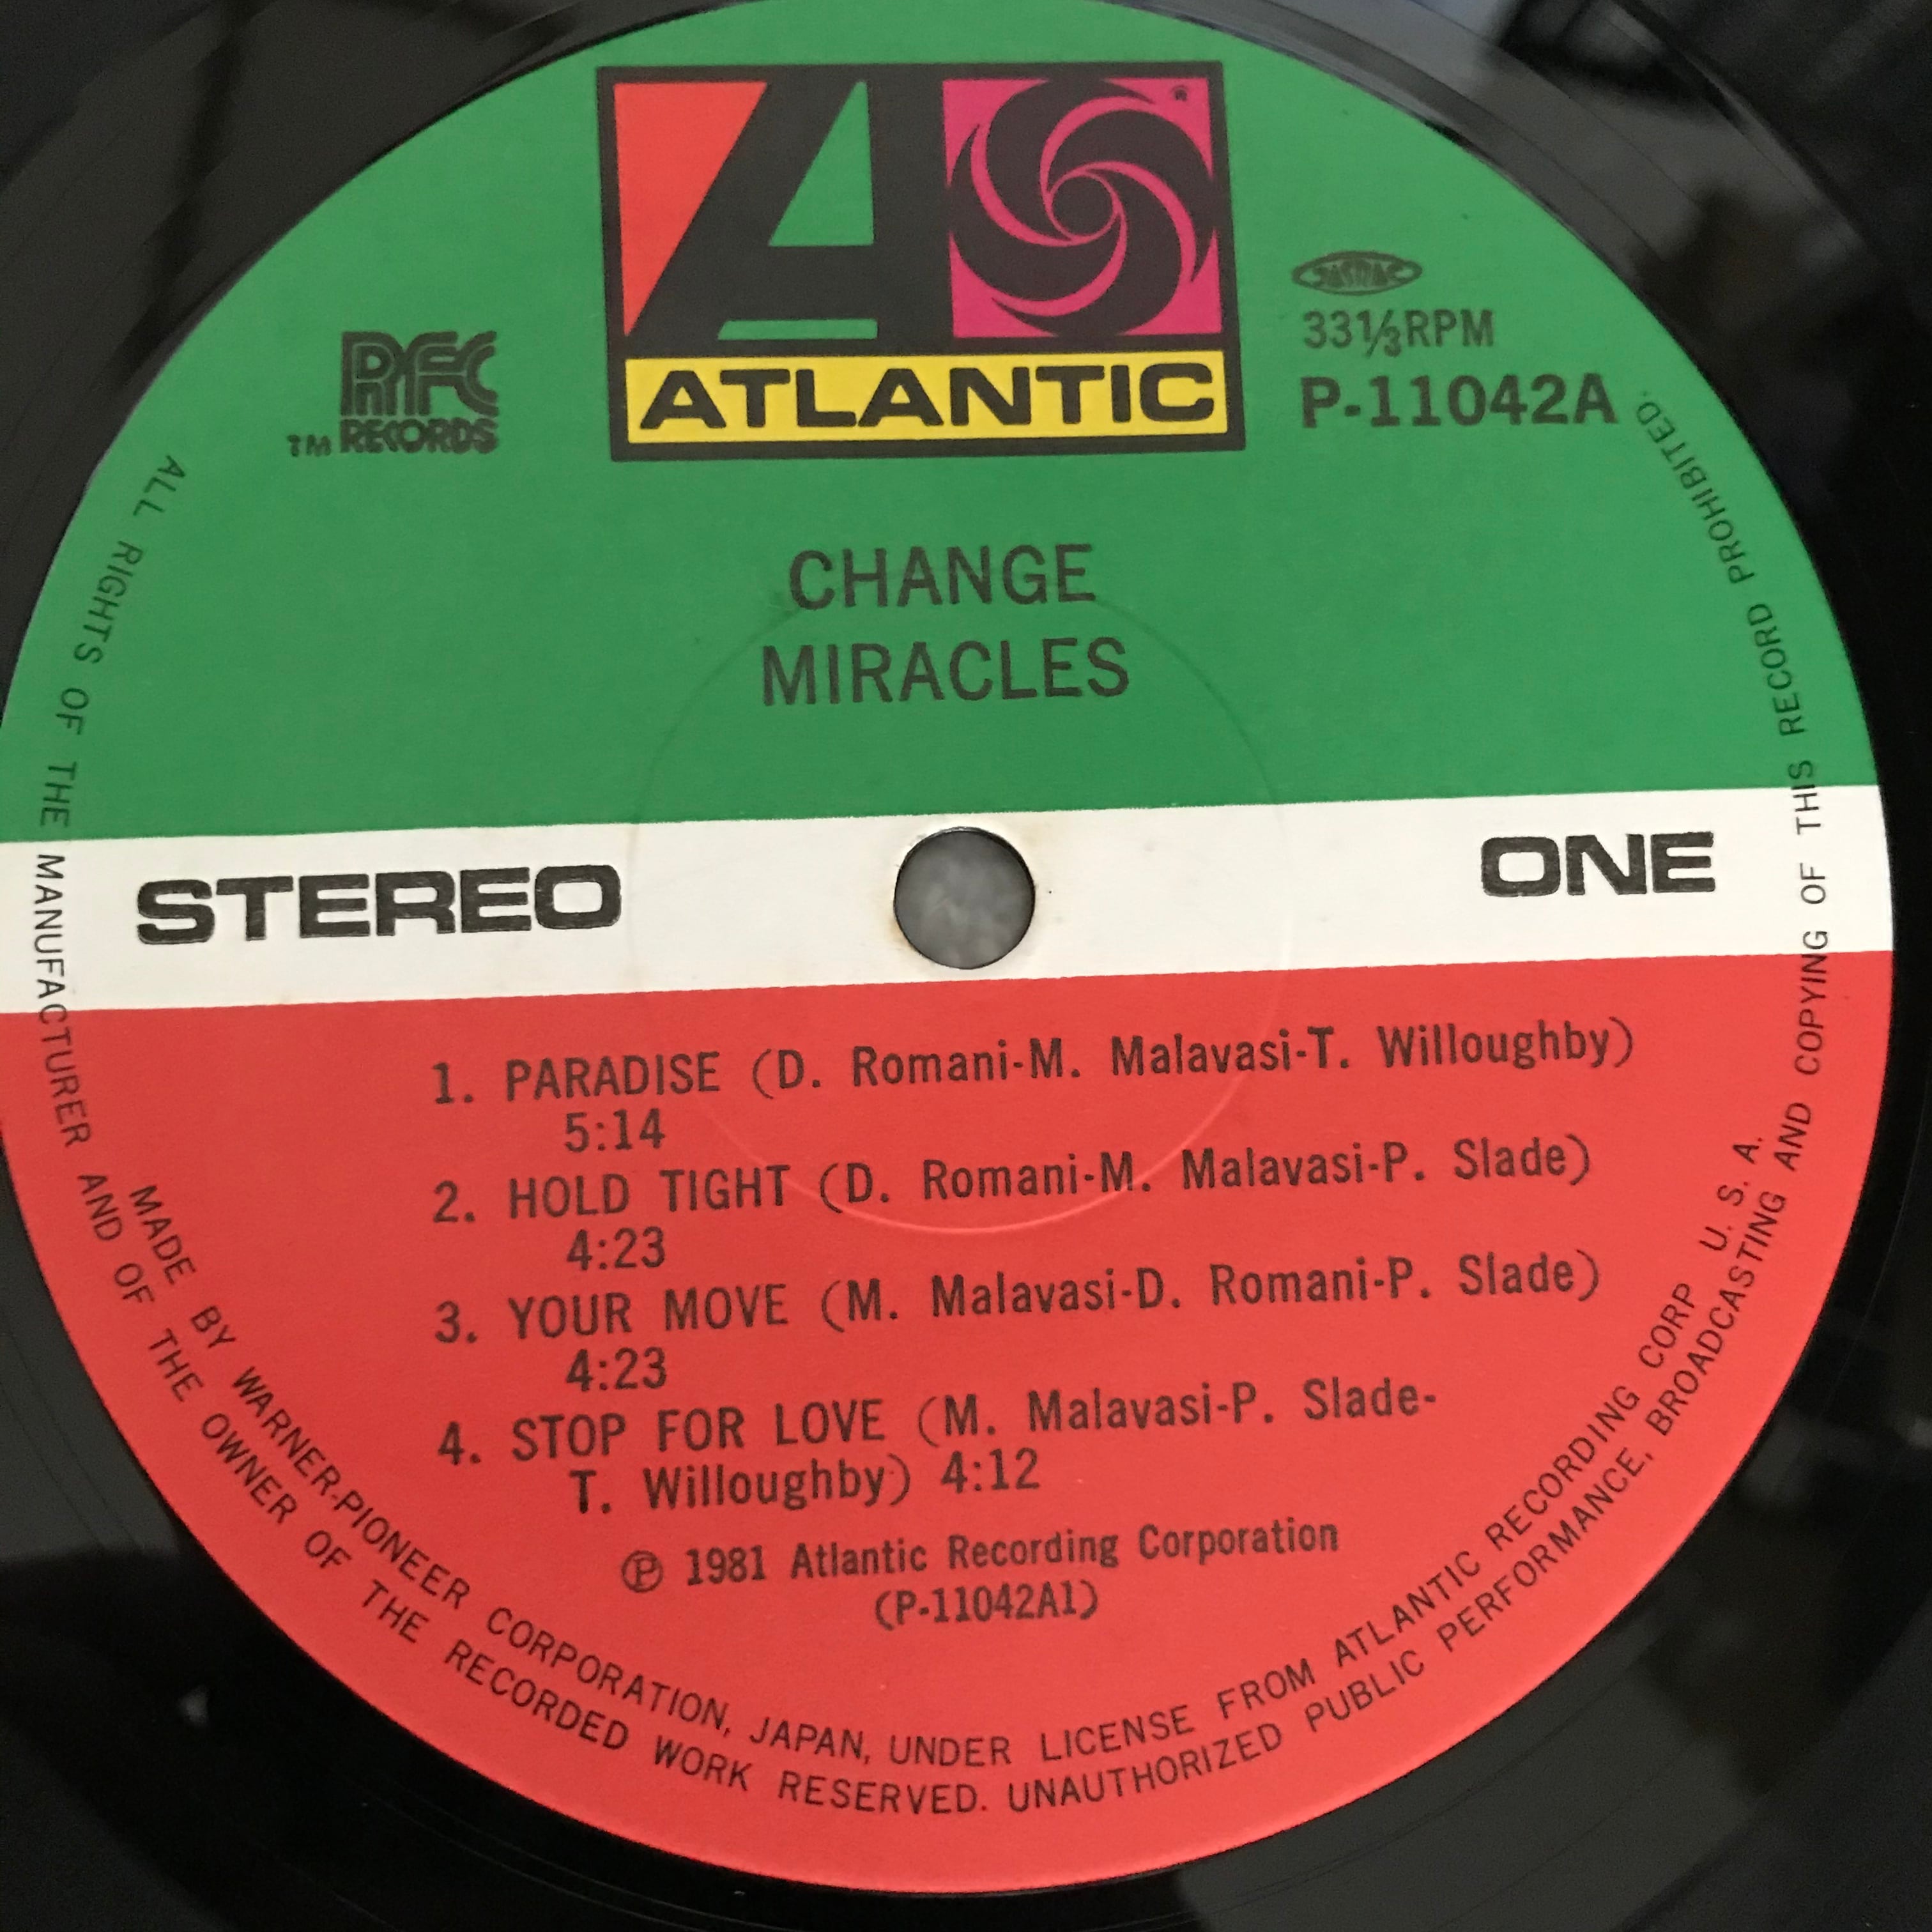 ATLANTIC
®
RFC
™ RECORDS
JASRAC
33⅓RPM
P-11042A
CHANGE
MIRACLES
STEREO
ONE
1. PARADISE (D. Romani-M. Malavasi-T. Willoughby)
5:14
2. HOLD TIGHT (D. Romani-M. Malavasi-P. Slade)
4:23
3. YOUR MOVE (M. Malavasi-D. Romani-P. Slade)
4:23
4. STOP FOR LOVE (M. Malavasi-P. Slade-
T. Willoughby) 4:12
℗ 1981 Atlantic Recording Corporation
(P-11042A1)
MADE BY WARNER-PIONEER CORPORATION, JAPAN, UNDER LICENSE FROM ATLANTIC RECORDING CORP U. S. A.
ALL RIGHTS OF THE MANUFACTURER AND OF THE OWNER OF THE RECORDED WORK RESERVED. UNAUTHORIZED PUBLIC PERFORMANCE, BROADCASTING AND COPYING OF THIS RECORD PROHIBITED.